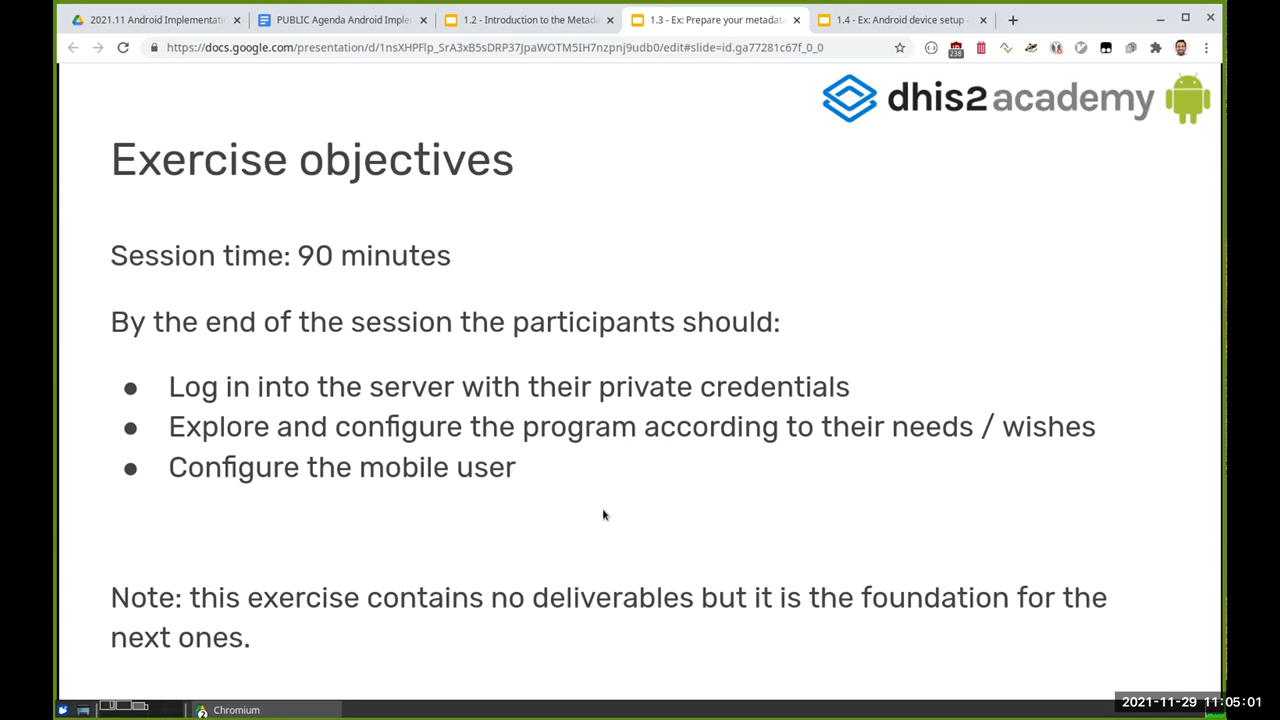 2021.11 Android Implementati
PUBLIC Agenda Android Imple
1.2 - Introduction to the Metad
1.3 - Ex: Prepare your metadat
1.4 - Ex: Android device setup
https://docs.google.com/presentation/d/1nsXHPFlp_SrA3xB5sDRP37JpaWOTM5IH7nzpnj9udb0/edit#slide=id.ga77281c67f_0_0
238
dhis2 academy
Exercise objectives
Session time: 90 minutes
By the end of the session the participants should:
● Log in into the server with their private credentials
● Explore and configure the program according to their needs / wishes
● Configure the mobile user
Note: this exercise contains no deliverables but it is the foundation for the
next ones.
Chromium
2021-11-29 11:05:01